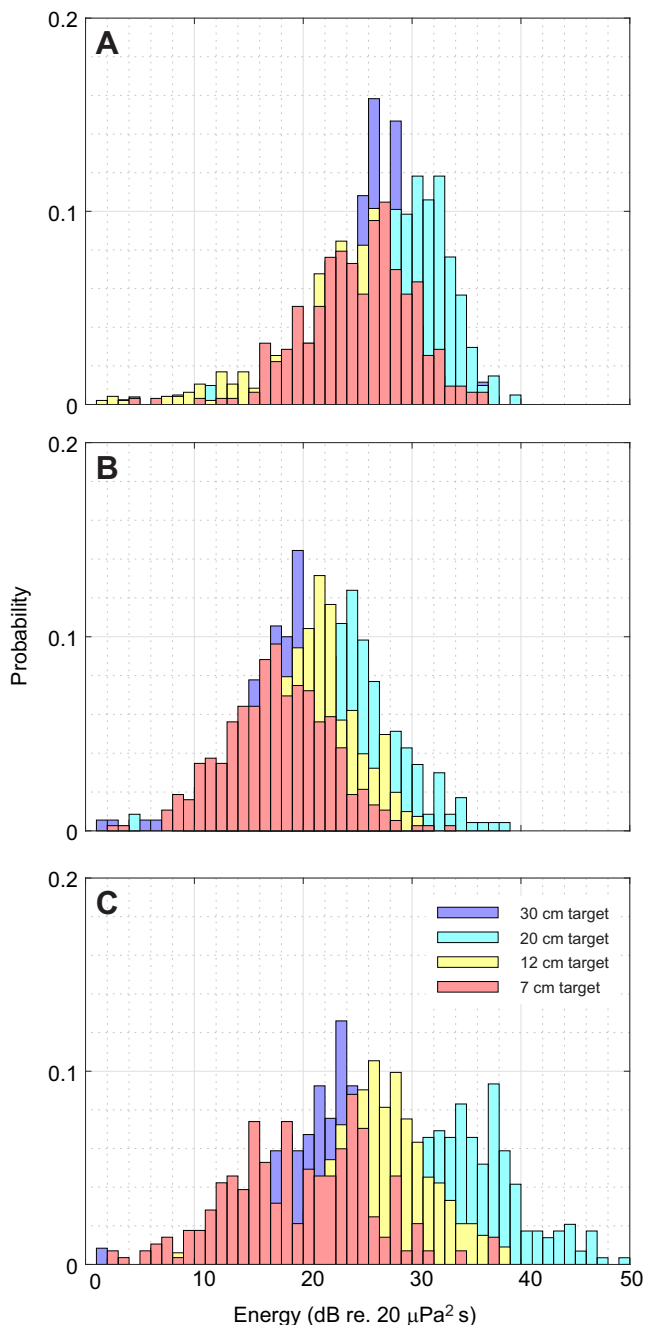 0.2
A
0.1
0
0.2
B
Probability
0.1
0
0.2
C
30 cm target
20 cm target
12 cm target
7 cm target
0.1
0
0 10 20 30 40 50
Energy (dB re. 20 μPa² s)